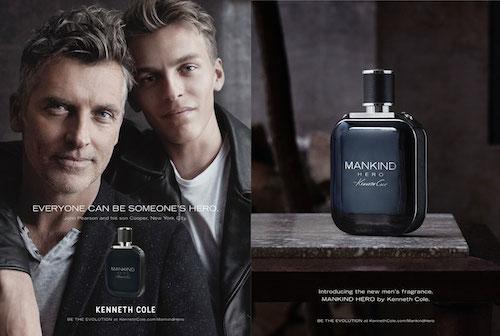 EVERYONE CAN BE SOMEONE'S HERO.
John Pearson and his son Cooper, New York City
MANKIND
HERO
KENNETH COLE
BE THE EVOLUTION at KennethCole.com/MankindHero
MANKIND
HERO
Kenneth Cole
Introducing the new men's fragrance.
MANKIND HERO by Kenneth Cole.
BE THE EVOLUTION at KennethCole.com/MankindHero